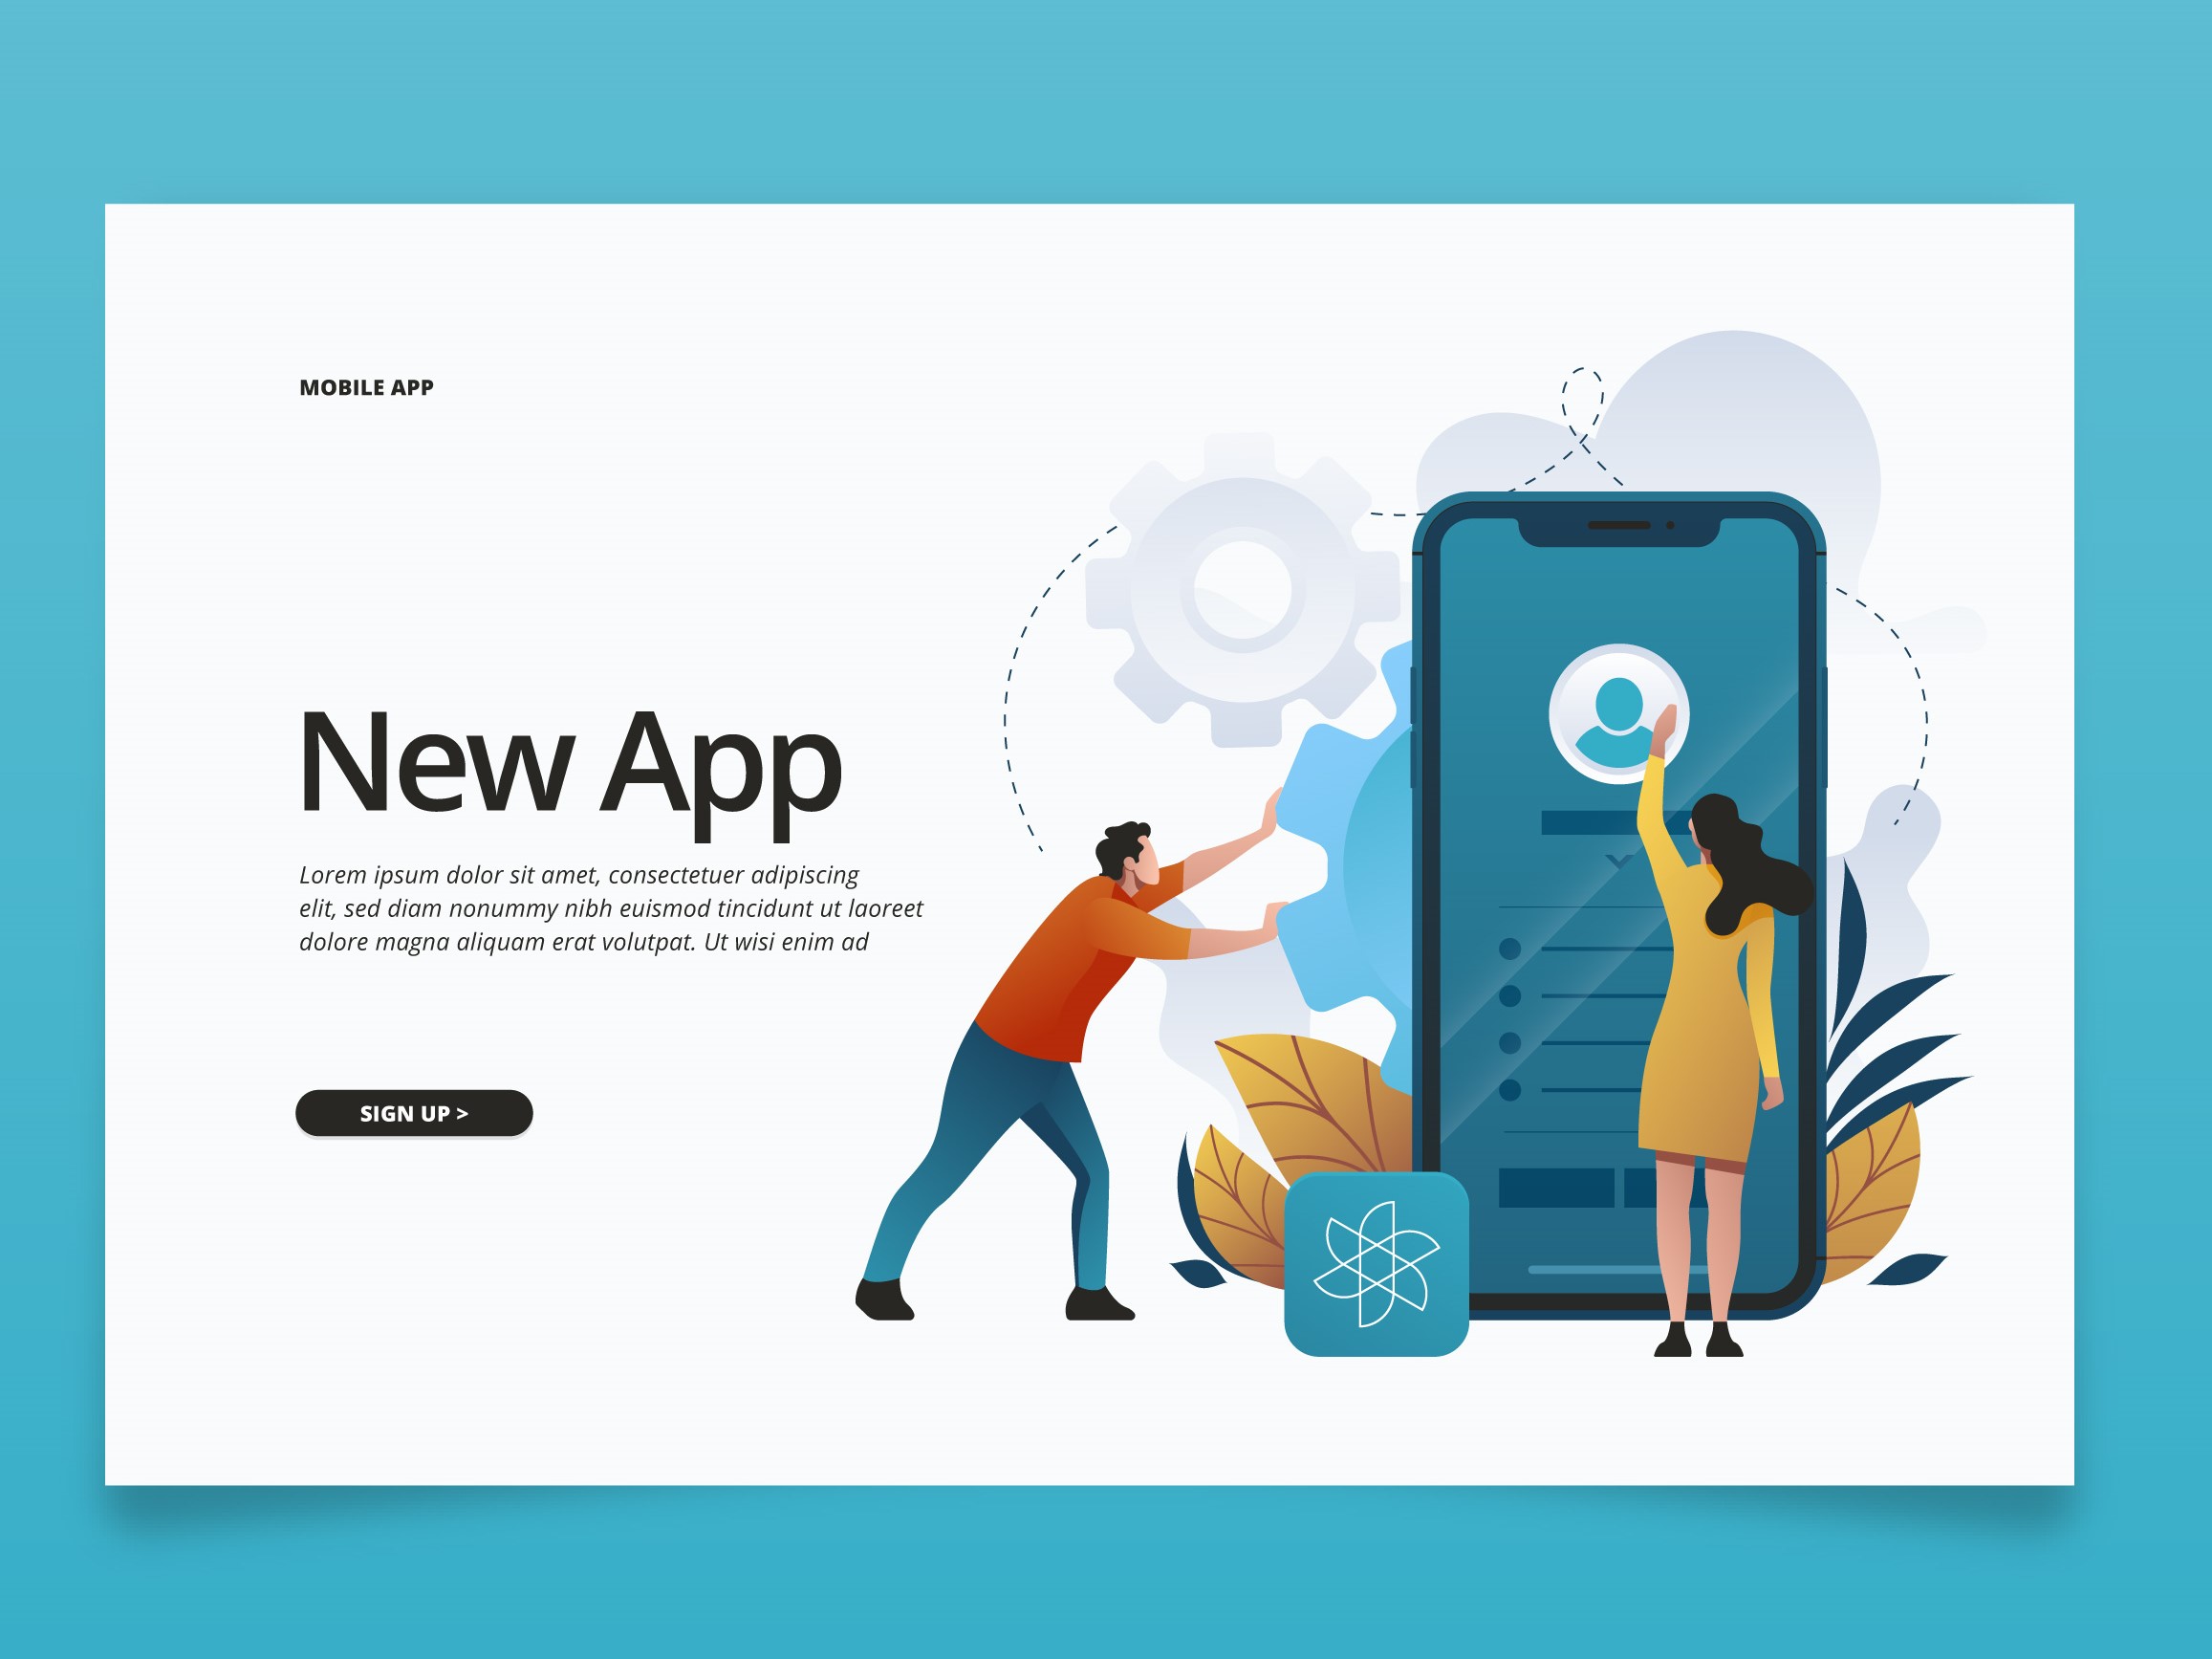 MOBILE APP
New App
Lorem ipsum dolor sit amet, consectetuer adipiscing
elit, sed diam nonummy nibh euismod tincidunt ut laoreet
dolore magna aliquam erat volutpat. Ut wisi enim ad
SIGN UP >